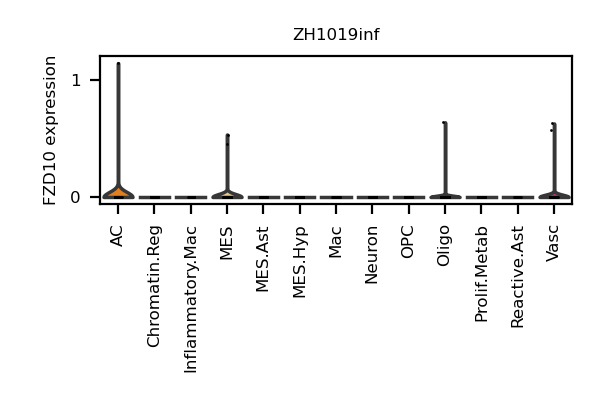 ZH1019inf
FZD10 expression
1
0
AC
Chromatin.Reg
Inflammatory.Mac
MES
MES.Ast
MES.Hyp
Mac
Neuron
OPC
Oligo
Prolif.Metab
Reactive.Ast
Vasc